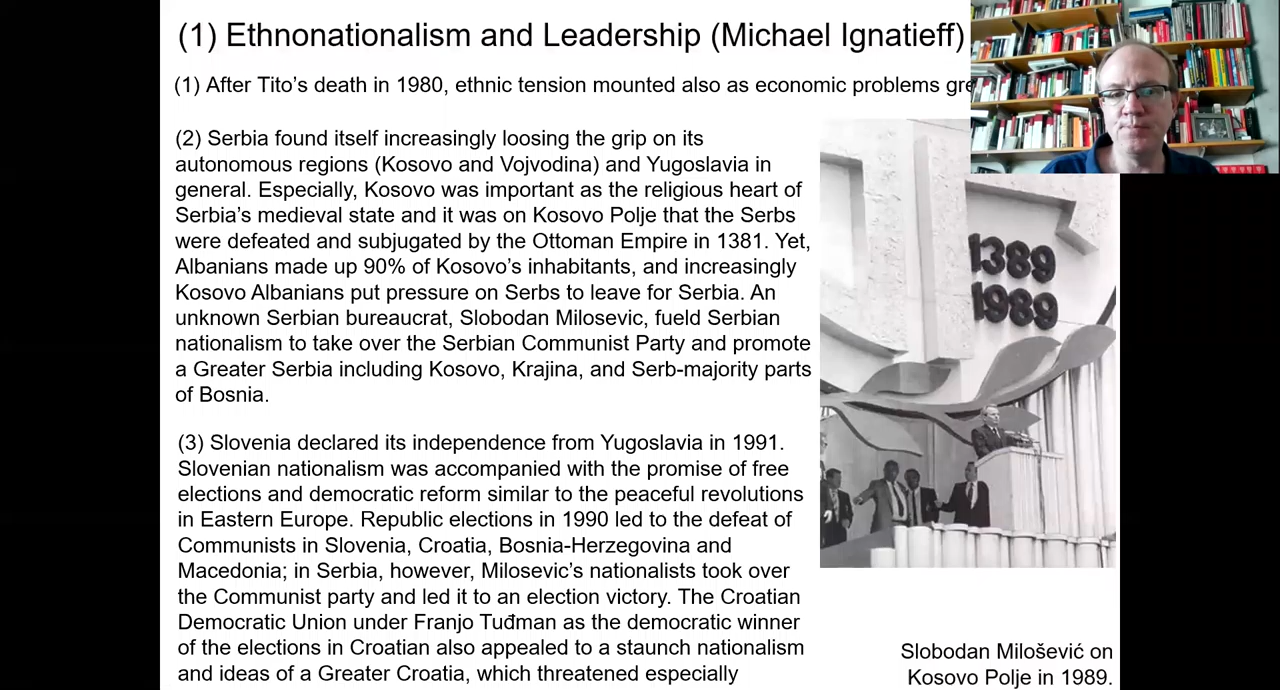 (1) Ethnonationalism and Leadership (Michael Ignatieff)
(1) After Tito’s death in 1980, ethnic tension mounted also as economic problems gre
(2) Serbia found itself increasingly loosing the grip on its
autonomous regions (Kosovo and Vojvodina) and Yugoslavia in
general. Especially, Kosovo was important as the religious heart of
Serbia’s medieval state and it was on Kosovo Polje that the Serbs
were defeated and subjugated by the Ottoman Empire in 1381. Yet,
Albanians made up 90% of Kosovo’s inhabitants, and increasingly
Kosovo Albanians put pressure on Serbs to leave for Serbia. An
unknown Serbian bureaucrat, Slobodan Milosevic, fueld Serbian
nationalism to take over the Serbian Communist Party and promote
a Greater Serbia including Kosovo, Krajina, and Serb-majority parts
of Bosnia.
(3) Slovenia declared its independence from Yugoslavia in 1991.
Slovenian nationalism was accompanied with the promise of free
elections and democratic reform similar to the peaceful revolutions
in Eastern Europe. Republic elections in 1990 led to the defeat of
Communists in Slovenia, Croatia, Bosnia-Herzegovina and
Macedonia; in Serbia, however, Milosevic’s nationalists took over
the Communist party and led it to an election victory. The Croatian
Democratic Union under Franjo Tuđman as the democratic winner
of the elections in Croatian also appealed to a staunch nationalism
and ideas of a Greater Croatia, which threatened especially
1389
1989
Slobodan Milošević on
Kosovo Polje in 1989.